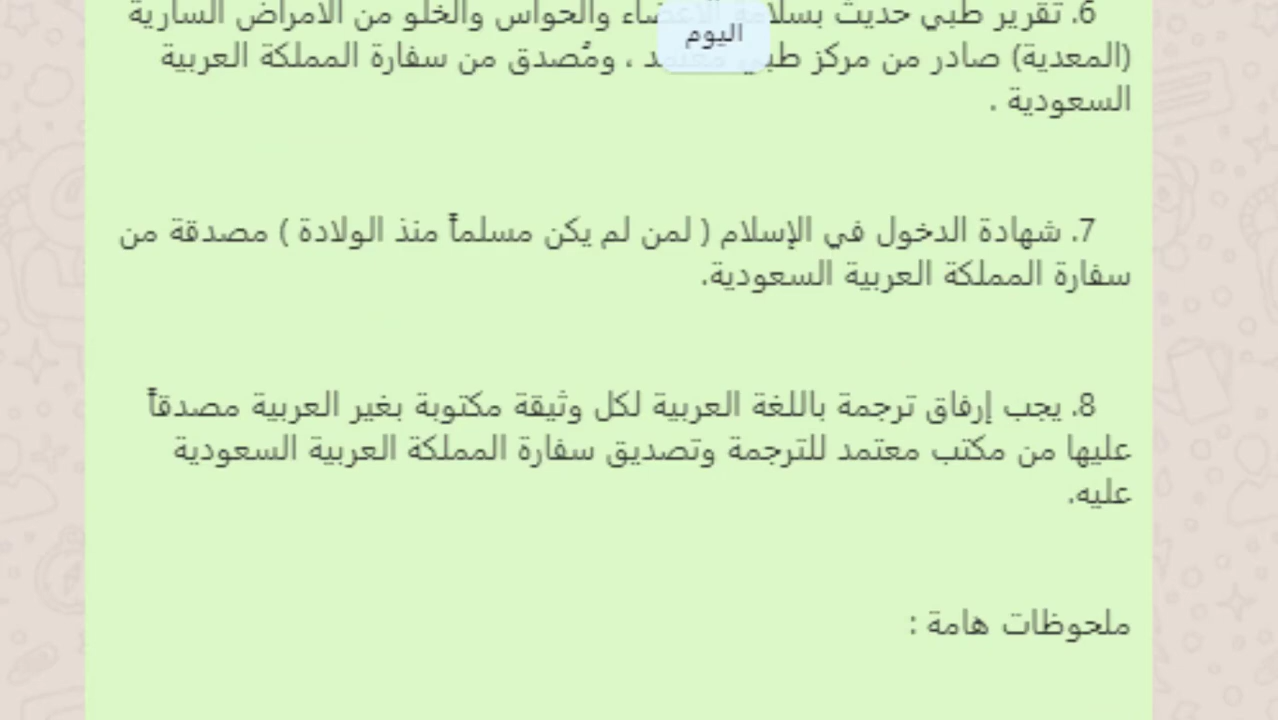 6. تقرير طبي حديث بسلامة الاعضاء والحواس والخلو من الامراض السارية
اليوم
(المعدية) صادر من مركز طبي معتمد ، ومُصدق من سفارة المملكة العربية
السعودية .
7. شهادة الدخول في الإسلام ( لمن لم يكن مسلماً منذ الولادة ) مصدقة من
سفارة المملكة العربية السعودية.
8. يجب إرفاق ترجمة باللغة العربية لكل وثيقة مكتوبة بغير العربية مصدقاً
عليها من مكتب معتمد للترجمة وتصديق سفارة المملكة العربية السعودية
عليه.
ملحوظات هامة :